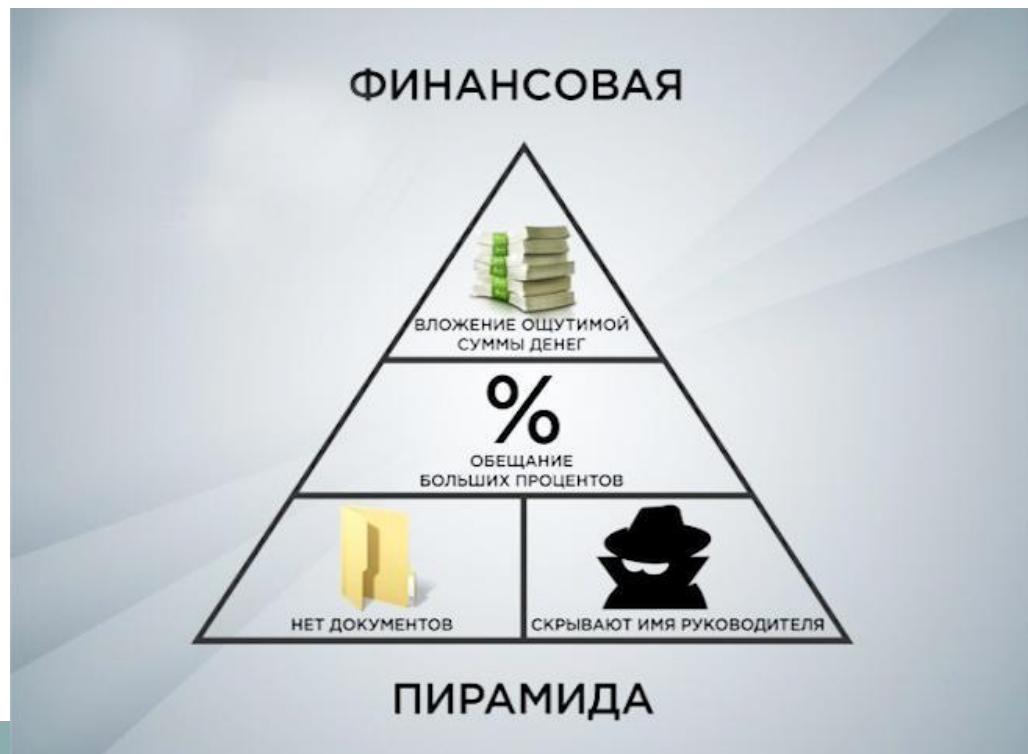 ФИНАНСОВАЯ
ВЛОЖЕНИЕ ОЩУТИМОЙ
СУММЫ ДЕНЕГ
%
ОБЕЩАНИЕ
БОЛЬШИХ ПРОЦЕНТОВ
НЕТ ДОКУМЕНТОВ
СКРЫВАЮТ ИМЯ РУКОВОДИТЕЛЯ
ПИРАМИДА